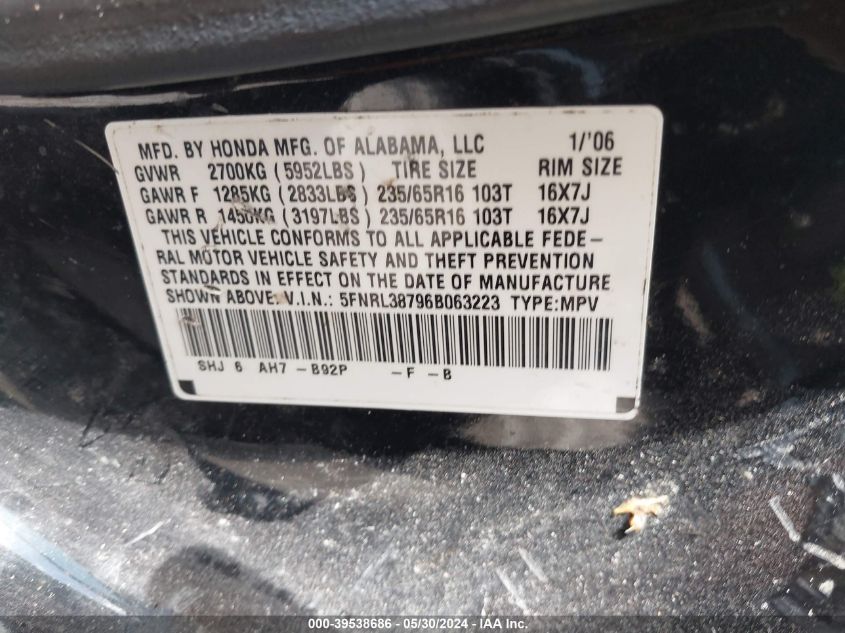 MFD. BY HONDA MFG. OF ALABAMA, LLC 1/'06
GVWR 2700KG (5952LBS) TIRE SIZE RIM SIZE
GAWR F 1285KG (2833LBS) 235/65R16 103T 16X7J
GAWR R 1450KG (3197LBS) 235/65R16 103T 16X7J
THIS VEHICLE CONFORMS TO ALL APPLICABLE FEDE-
RAL MOTOR VEHICLE SAFETY AND THEFT PREVENTION
STANDARDS IN EFFECT ON THE DATE OF MANUFACTURE
SHOWN ABOVE. V.I.N.: 5FNRL38796B063223 TYPE:MPV
SHJ 6 AH7 -B92P -F -B
000-39538686 - 05/30/2024 - IAA Inc.